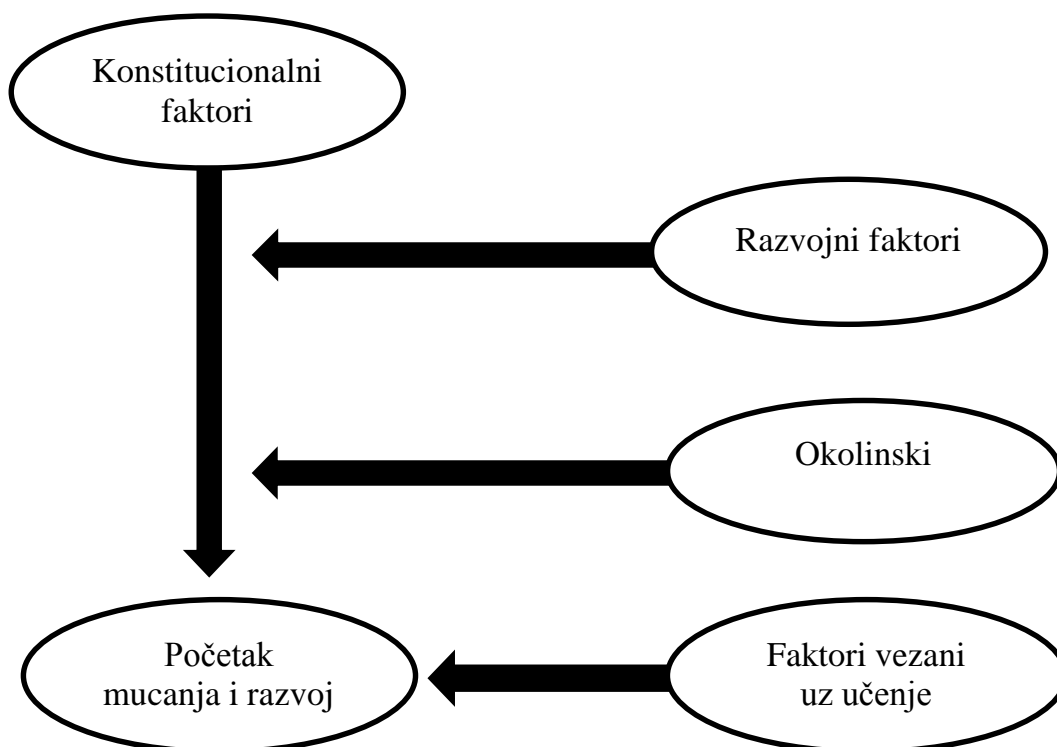 Konstitucionalni
faktori
Razvojni faktori
Okolinski
Početak
mucanja i razvoj
Faktori vezani
uz učenje